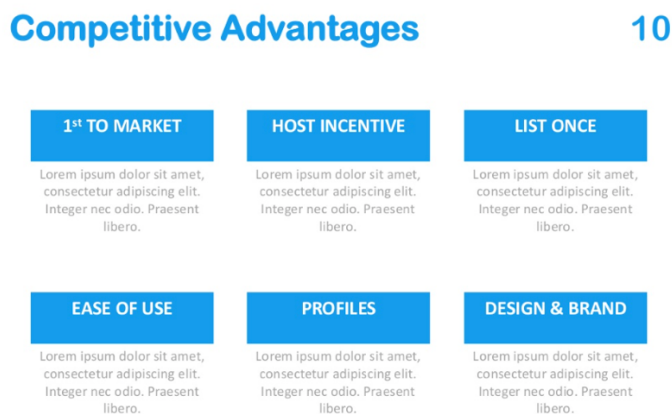 Competitive Advantages 10
1st TO MARKET
Lorem ipsum dolor sit amet,
consectetur adipiscing elit.
Integer nec odio. Praesent
libero.
HOST INCENTIVE
Lorem ipsum dolor sit amet,
consectetur adipiscing elit.
Integer nec odio. Praesent
libero.
LIST ONCE
Lorem ipsum dolor sit amet,
consectetur adipiscing elit.
Integer nec odio. Praesent
libero.
EASE OF USE
Lorem ipsum dolor sit amet,
consectetur adipiscing elit.
Integer nec odio. Praesent
libero.
PROFILES
Lorem ipsum dolor sit amet,
consectetur adipiscing elit.
Integer nec odio. Praesent
libero.
DESIGN & BRAND
Lorem ipsum dolor sit amet,
consectetur adipiscing elit.
Integer nec odio. Praesent
libero.